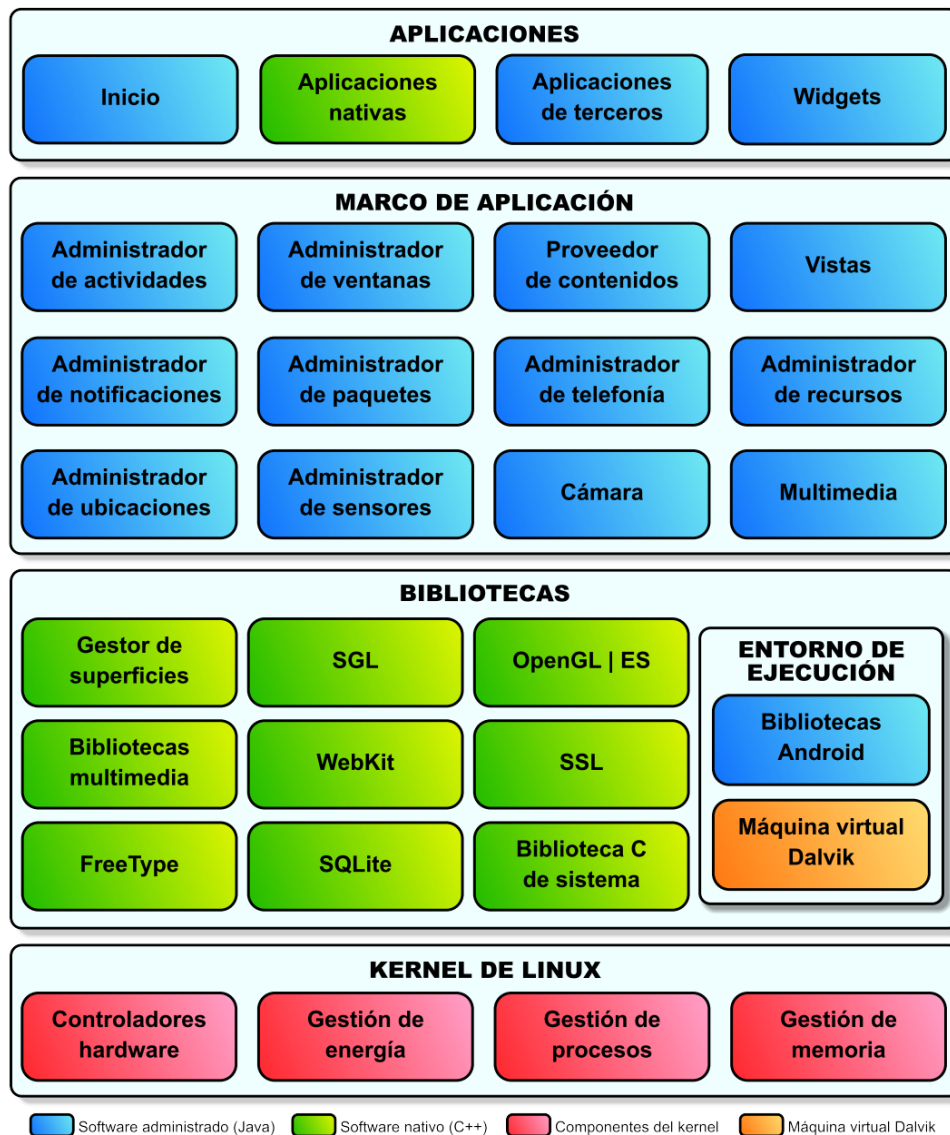 APLICACIONES
Inicio
Aplicaciones
nativas
Aplicaciones
de terceros
Widgets
MARCO DE APLICACIÓN
Administrador
de actividades
Administrador
de ventanas
Proveedor
de contenidos
Vistas
Administrador
de notificaciones
Administrador
de paquetes
Administrador
de telefonía
Administrador
de recursos
Administrador
de ubicaciones
Administrador
de sensores
Cámara
Multimedia
BIBLIOTECAS
Gestor de
superficies
SGL
OpenGL | ES
Bibliotecas
multimedia
WebKit
SSL
FreeType
SQLite
Biblioteca C
de sistema
ENTORNO DE
EJECUCIÓN
Bibliotecas
Android
Máquina virtual
Dalvik
KERNEL DE LINUX
Controladores
hardware
Gestión de
energía
Gestión de
procesos
Gestión de
memoria
Software administrado (Java)
Software nativo (C++)
Componentes del kernel
Máquina virtual Dalvik